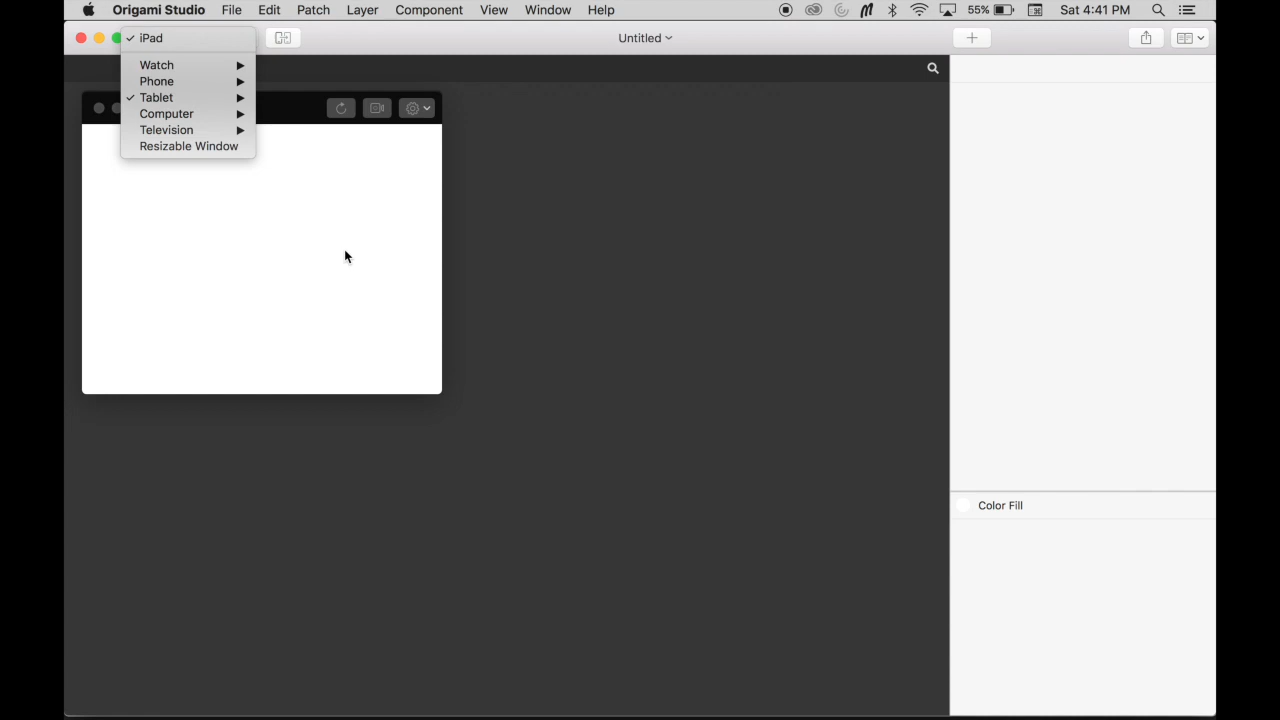 Origami Studio File Edit Patch Layer Component View Window Help 55% Sat 4:41 PM
iPad
Untitled
Watch
Phone
Tablet
Computer
Television
Resizable Window
Color Fill